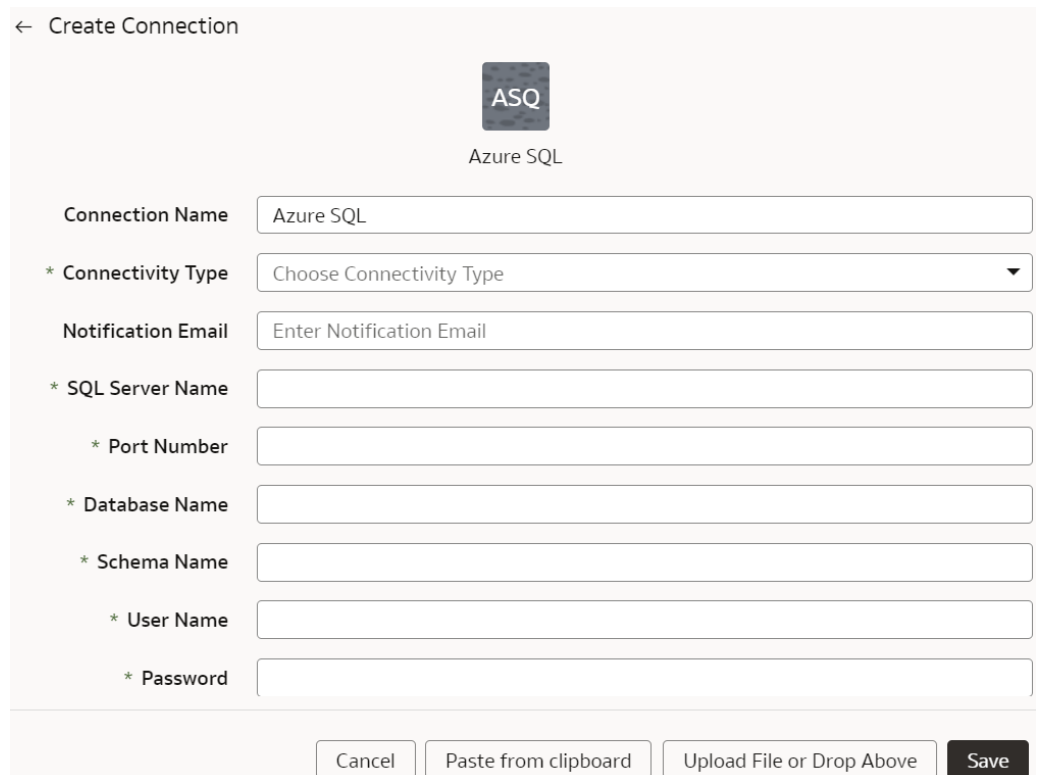 ← Create Connection
ASQ
Azure SQL
Connection Name Azure SQL
* Connectivity Type Choose Connectivity Type
Notification Email Enter Notification Email
* SQL Server Name
* Port Number
* Database Name
* Schema Name
* User Name
* Password
Cancel Paste from clipboard Upload File or Drop Above Save